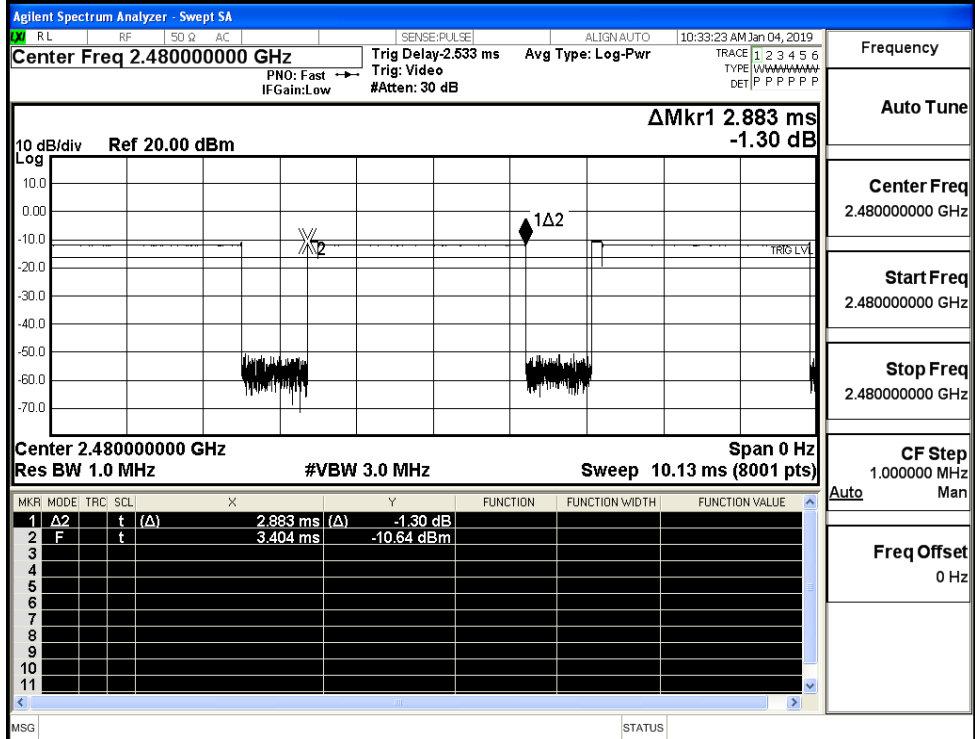 Agilent Spectrum Analyzer - Swept SA
LXI RL RF 50 Ω AC SENSE:PULSE ALIGN AUTO 10:33:23 AM Jan 04, 2019
Center Freq 2.480000000 GHz
PNO: Fast
IFGain:Low
Trig Delay-2.533 ms
Trig: Video
#Atten: 30 dB
Avg Type: Log-Pwr
TRACE 1 2 3 4 5 6
TYPE WWWWWW
DET P P P P P P
ΔMkr1 2.883 ms
-1.30 dB
10 dB/div Ref 20.00 dBm
Log
10.0
0.00
-10.0
-20.0
-30.0
-40.0
-50.0
-60.0
-70.0
1Δ2
2
TRIG LVL
Center 2.480000000 GHz Span 0 Hz
Res BW 1.0 MHz #VBW 3.0 MHz Sweep 10.13 ms (8001 pts)
MKR MODE TRC SCL X Y FUNCTION FUNCTION WIDTH FUNCTION VALUE
1 Δ2 t (Δ) 2.883 ms (Δ) -1.30 dB
2 F t 3.404 ms -10.64 dBm
3
4
5
6
7
8
9
10
11
MSG STATUS
Frequency
Auto Tune
Center Freq
2.480000000 GHz
Start Freq
2.480000000 GHz
Stop Freq
2.480000000 GHz
CF Step
1.000000 MHz
Auto Man
Freq Offset
0 Hz